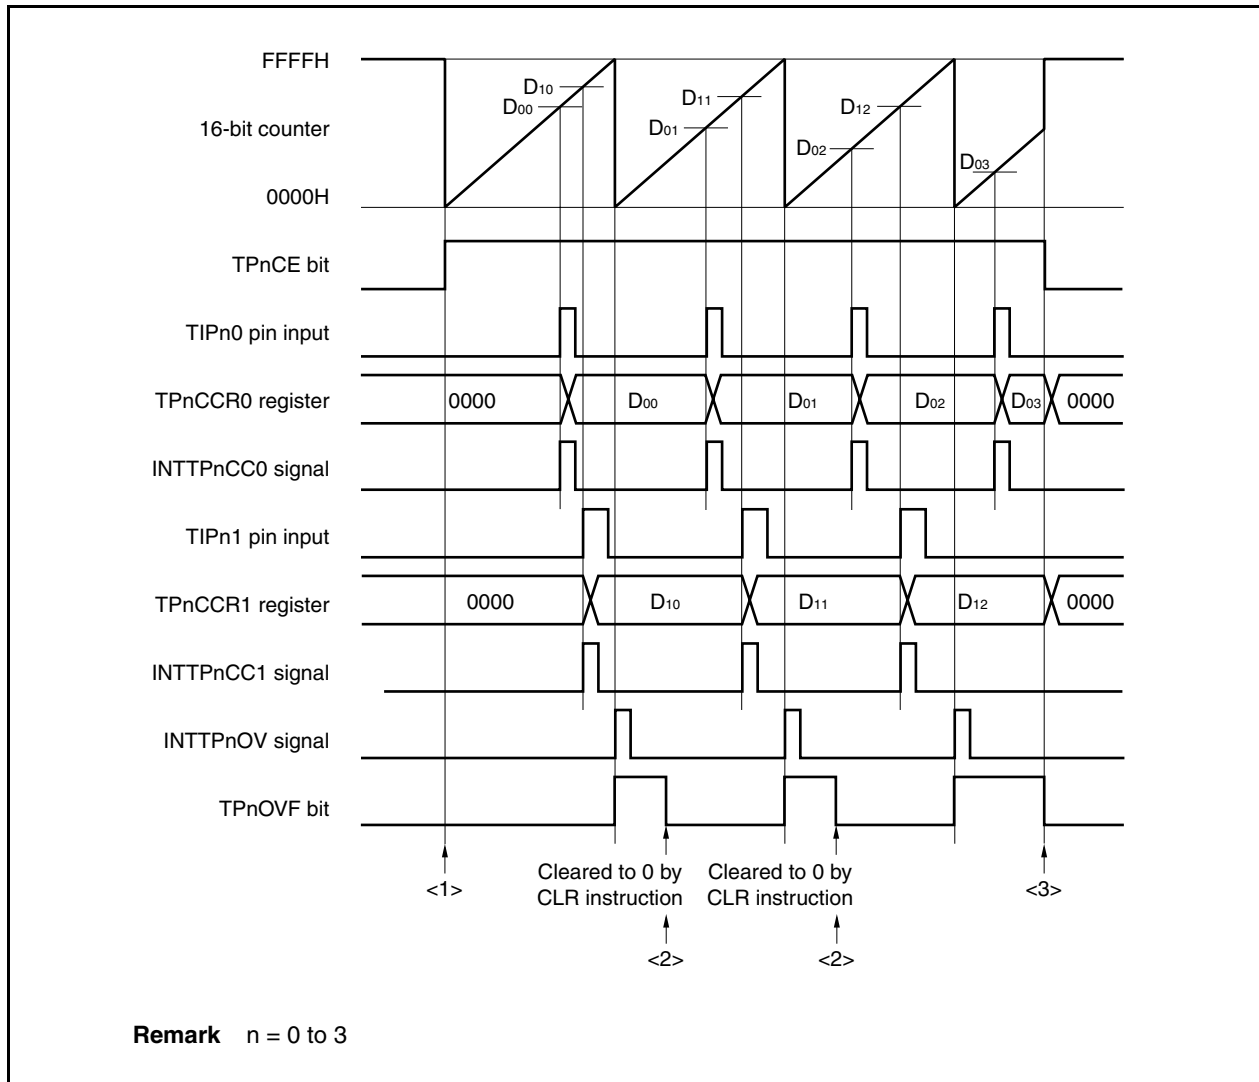 FFFFH
D10
D00
D11
D01
D12
D02
D03
16-bit counter
0000H
TPnCE bit
TIPn0 pin input
TPnCCR0 register
0000
D00
D01
D02
D03
0000
INTTPnCC0 signal
TIPn1 pin input
TPnCCR1 register
0000
D10
D11
D12
0000
INTTPnCC1 signal
INTTPnOV signal
TPnOVF bit
<1>
Cleared to 0 by
CLR instruction
<2>
Cleared to 0 by
CLR instruction
<2>
<3>
Remark n = 0 to 3